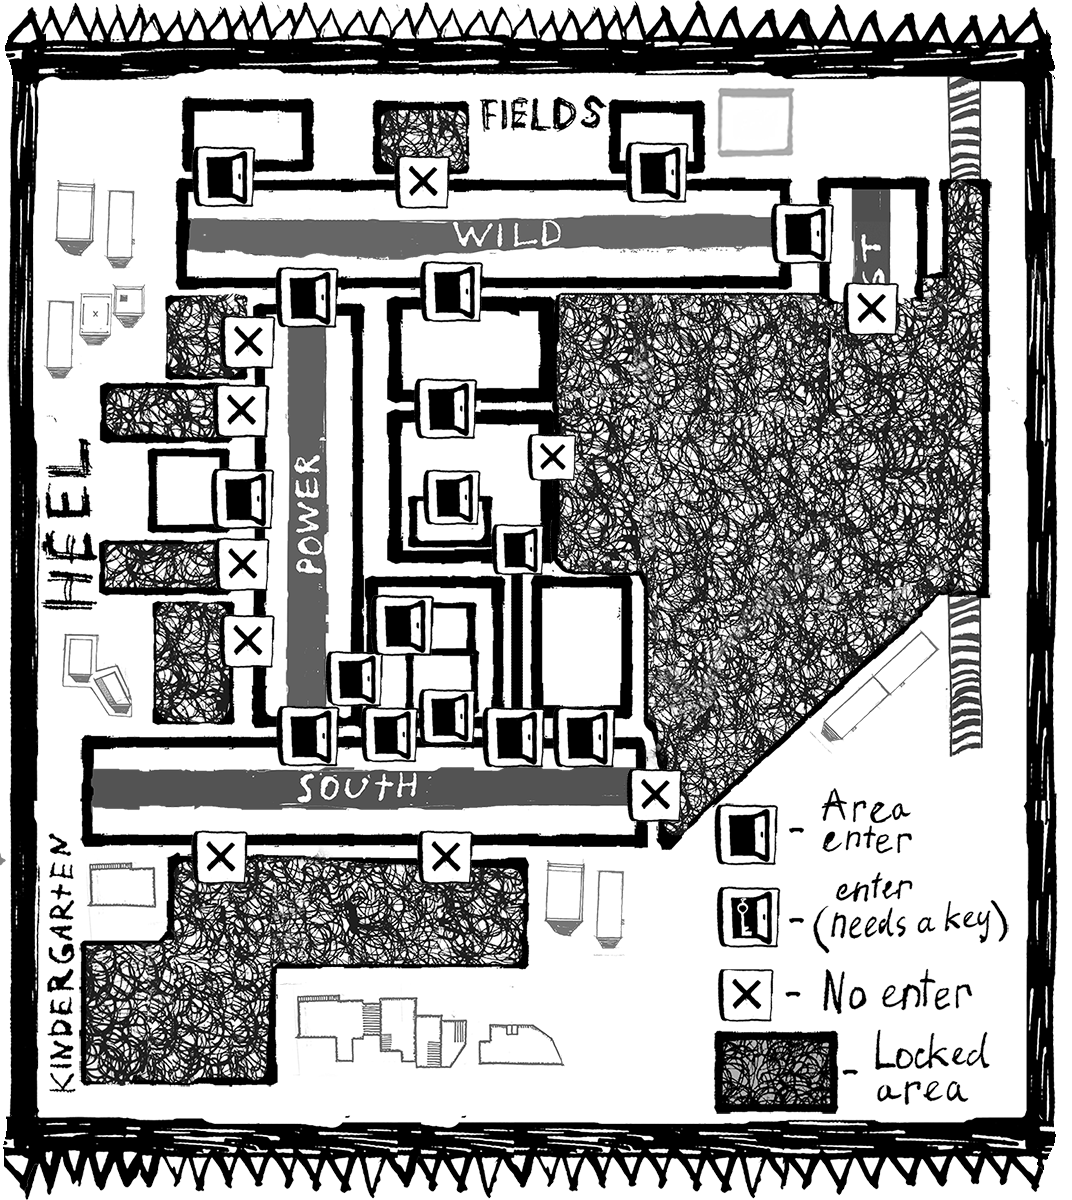 FIELDS
WILD
ST
HEEL
POWER
SOUTH
KINDERGARTEN
- Area
enter
- enter
(needs a key)
- No enter
- Locked
area